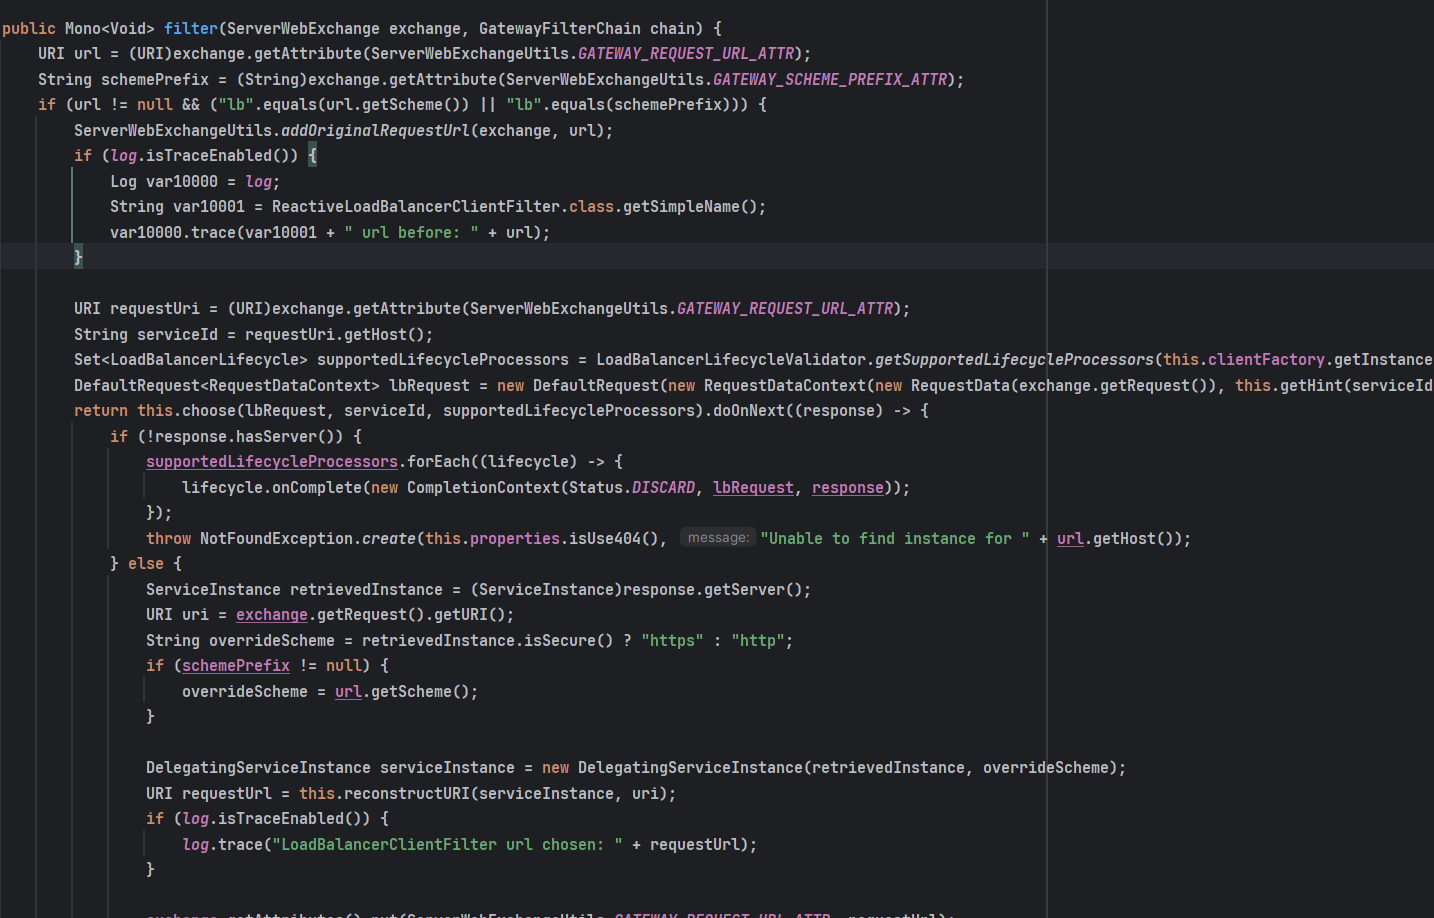 public Mono<Void> filter(ServerWebExchange exchange, GatewayFilterChain chain) {
URI url = (URI)exchange.getAttribute(ServerWebExchangeUtils.GATEWAY_REQUEST_URL_ATTR);
String schemePrefix = (String)exchange.getAttribute(ServerWebExchangeUtils.GATEWAY_SCHEME_PREFIX_ATTR);
if (url != null && ("lb".equals(url.getScheme()) || "lb".equals(schemePrefix))) {
ServerWebExchangeUtils.addOriginalRequestUrl(exchange, url);
if (log.isTraceEnabled()) {
Log var10000 = log;
String var10001 = ReactiveLoadBalancerClientFilter.class.getSimpleName();
var10000.trace(var10001 + " url before: " + url);
}
URI requestUri = (URI)exchange.getAttribute(ServerWebExchangeUtils.GATEWAY_REQUEST_URL_ATTR);
String serviceId = requestUri.getHost();
Set<LoadBalancerLifecycle> supportedLifecycleProcessors = LoadBalancerLifecycleValidator.getSupportedLifecycleProcessors(this.clientFactory.getInstance
DefaultRequest<RequestDataContext> lbRequest = new DefaultRequest(new RequestDataContext(new RequestData(exchange.getRequest()), this.getHint(serviceId
return this.choose(lbRequest, serviceId, supportedLifecycleProcessors).doOnNext((response) -> {
if (!response.hasServer()) {
supportedLifecycleProcessors.forEach((lifecycle) -> {
lifecycle.onComplete(new CompletionContext(Status.DISCARD, lbRequest, response));
});
throw NotFoundException.create(this.properties.isUse404(), message: "Unable to find instance for " + url.getHost());
} else {
ServiceInstance retrievedInstance = (ServiceInstance)response.getServer();
URI uri = exchange.getRequest().getURI();
String overrideScheme = retrievedInstance.isSecure() ? "https" : "http";
if (schemePrefix != null) {
overrideScheme = url.getScheme();
}
DelegatingServiceInstance serviceInstance = new DelegatingServiceInstance(retrievedInstance, overrideScheme);
URI requestUrl = this.reconstructURI(serviceInstance, uri);
if (log.isTraceEnabled()) {
log.trace("LoadBalancerClientFilter url chosen: " + requestUrl);
}
exchange.getAttributes().put(ServerWebExchangeUtils.GATEWAY_REQUEST_URL_ATTR, requestUrl);